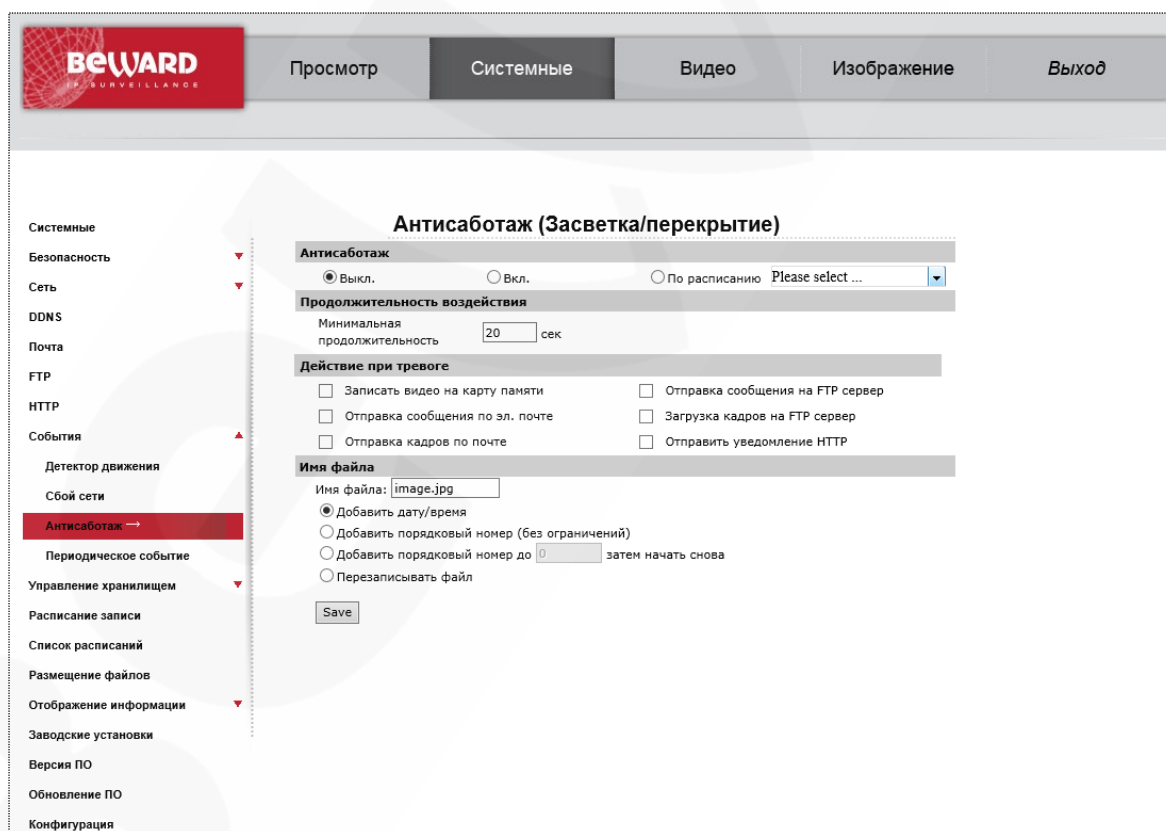 BEWARD
IP SURVEILLANCE
Просмотр
Системные
Видео
Изображение
Выход
Системные
Безопасность
Сеть
DDNS
Почта
FTP
HTTP
События
Детектор движения
Сбой сети
Антисаботаж →
Периодическое событие
Управление хранилищем
Расписание записи
Список расписаний
Размещение файлов
Отображение информации
Заводские установки
Версия ПО
Обновление ПО
Конфигурация
Антисаботаж (Засветка/перекрытие)
Антисаботаж
Выкл. Вкл. По расписанию Please select ...
Продолжительность воздействия
Минимальная
продолжительность 20 сек
Действие при тревоге
Записать видео на карту памяти Отправка сообщения на FTP сервер
Отправка сообщения по эл. почте Загрузка кадров на FTP сервер
Отправка кадров по почте Отправить уведомление HTTP
Имя файла
Имя файла: image.jpg
Добавить дату/время
Добавить порядковый номер (без ограничений)
Добавить порядковый номер до 0 затем начать снова
Перезаписывать файл
Save